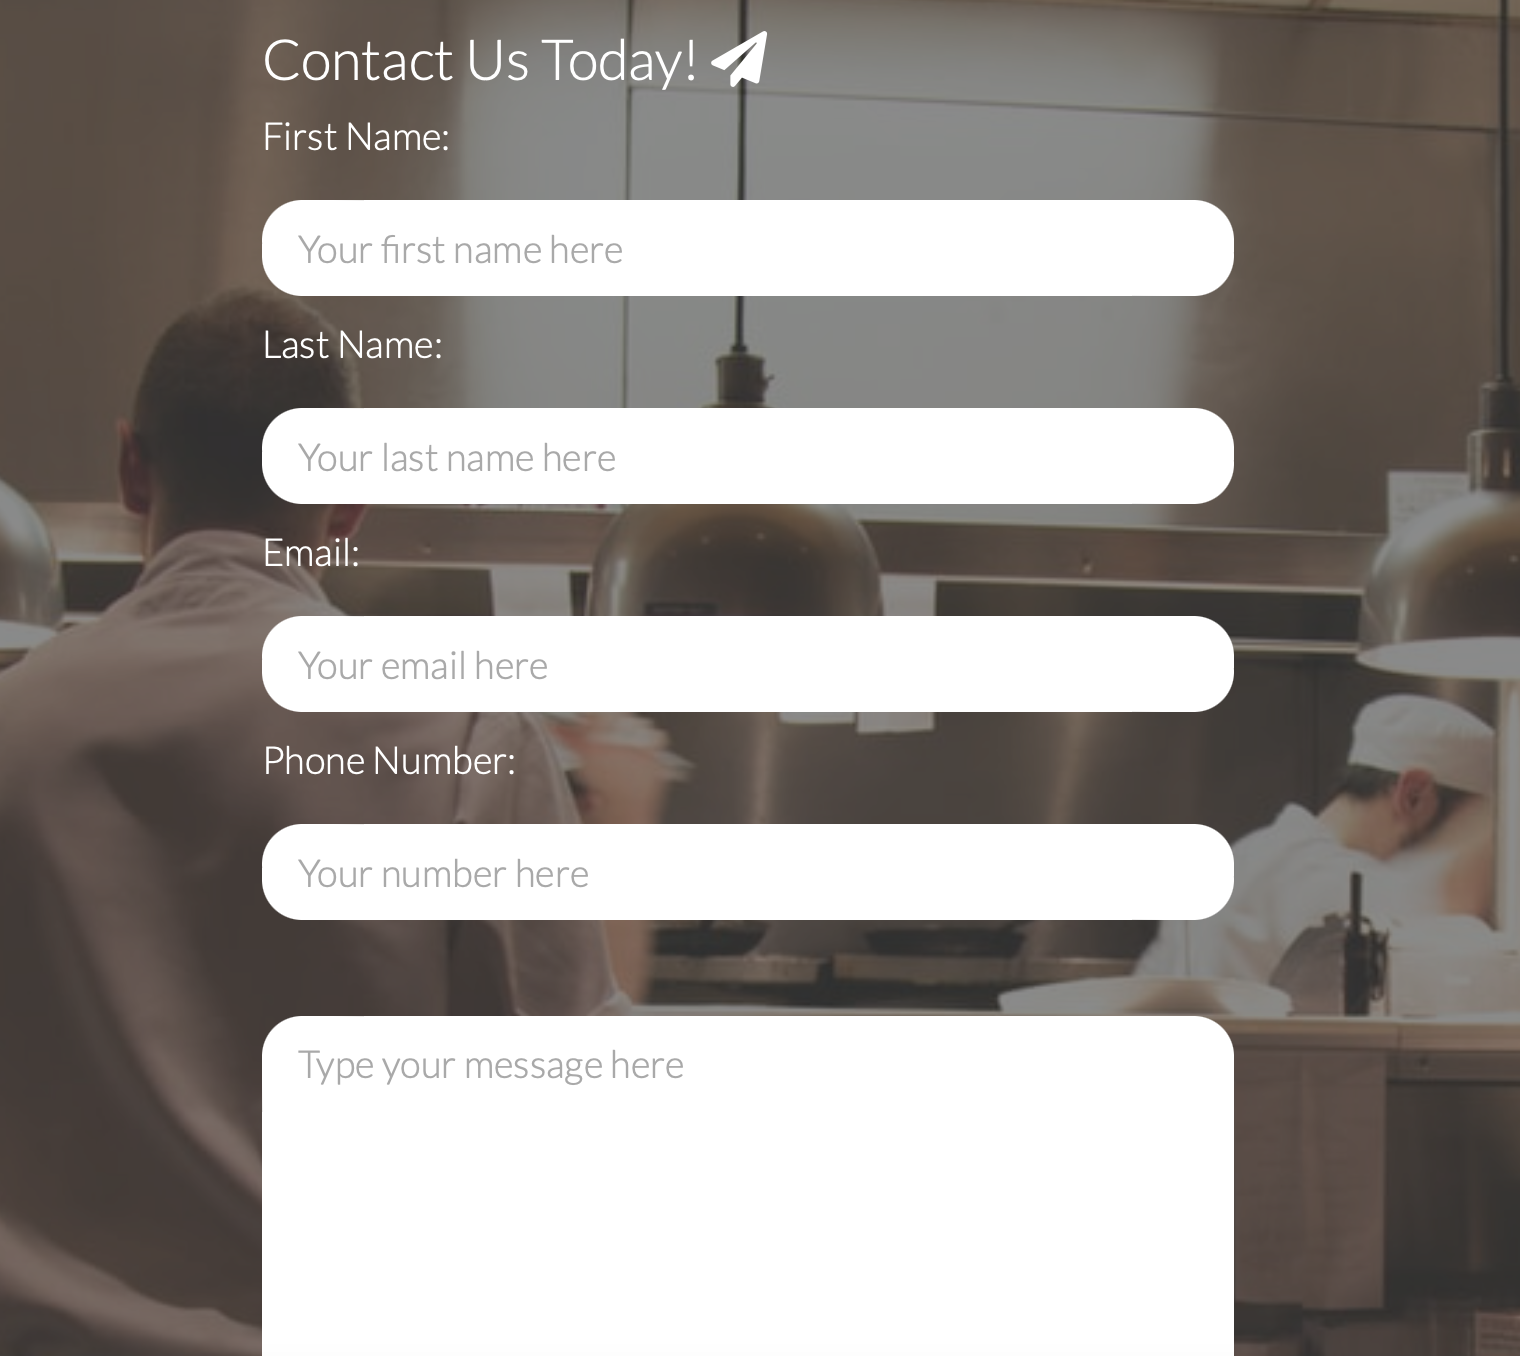 Contact Us Today!
First Name:
Your first name here
Last Name:
Your last name here
Email:
Your email here
Phone Number:
Your number here
Type your message here